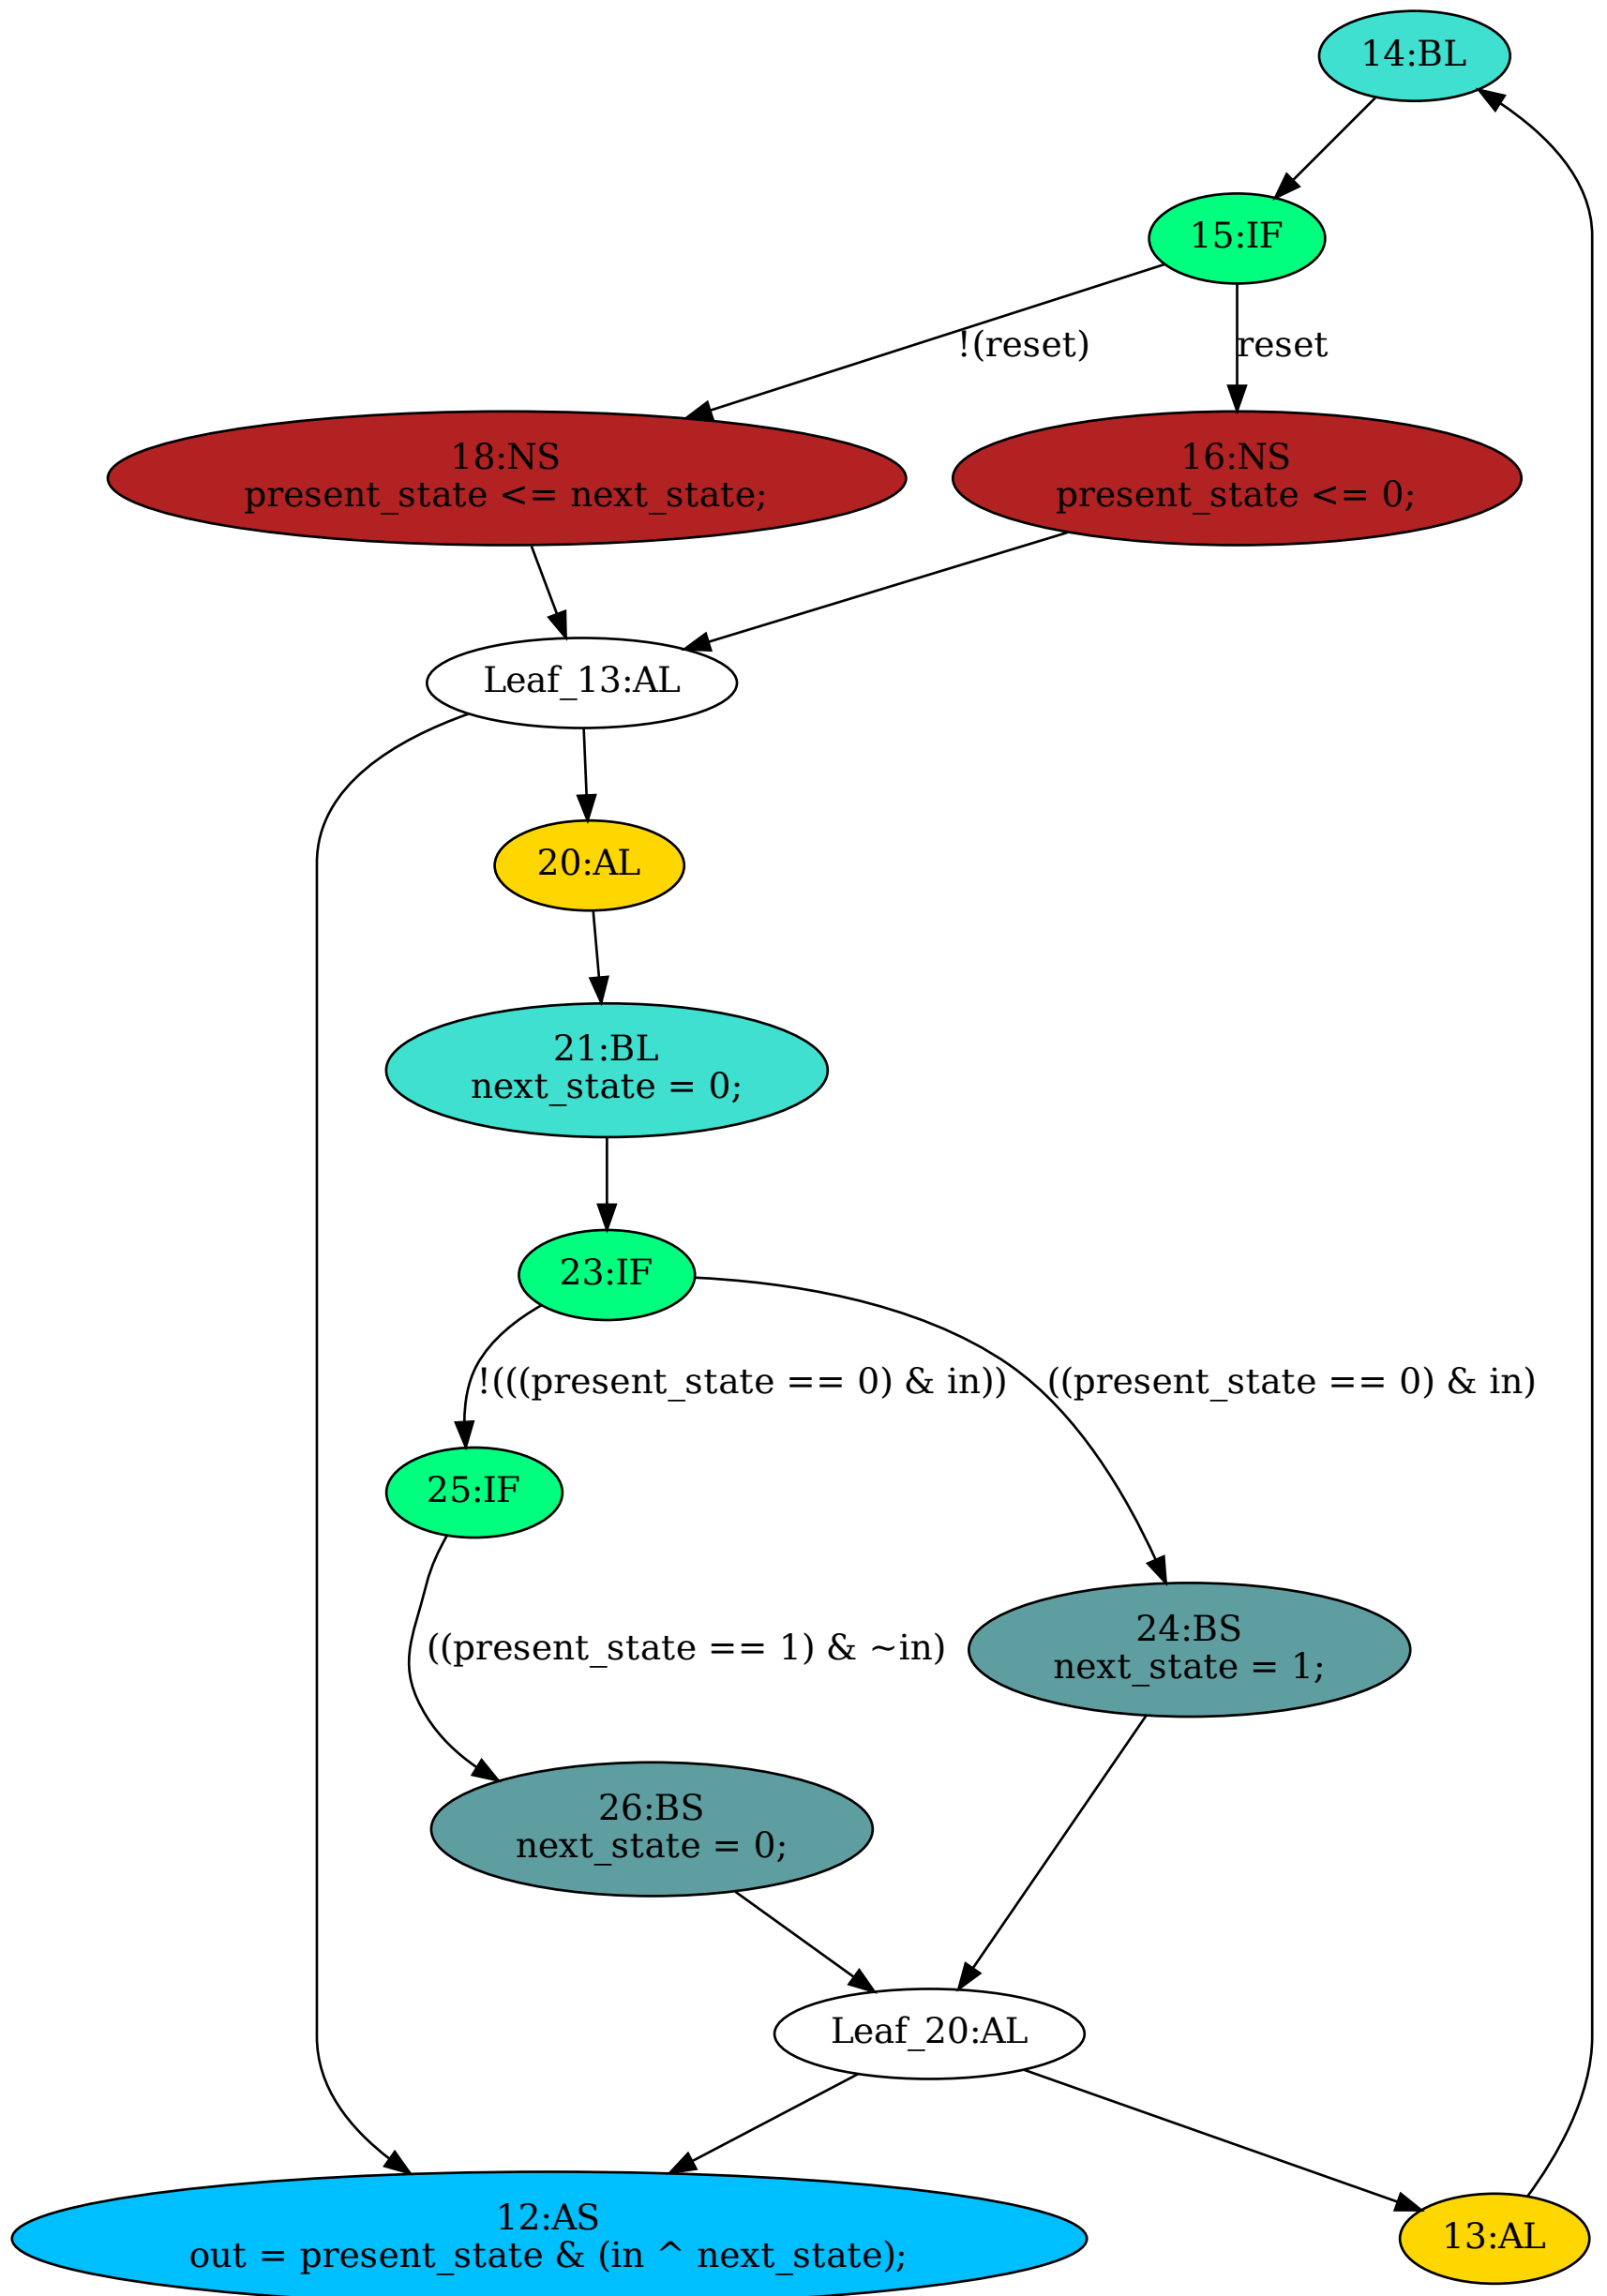 14:BL
15:IF
!(reset)
reset
18:NS
present_state <= next_state;
16:NS
present_state <= 0;
Leaf_13:AL
20:AL
21:BL
next_state = 0;
23:IF
!(((present_state == 0) & in))
((present_state == 0) & in)
25:IF
((present_state == 1) & ~in)
24:BS
next_state = 1;
26:BS
next_state = 0;
Leaf_20:AL
12:AS
out = present_state & (in ^ next_state);
13:AL